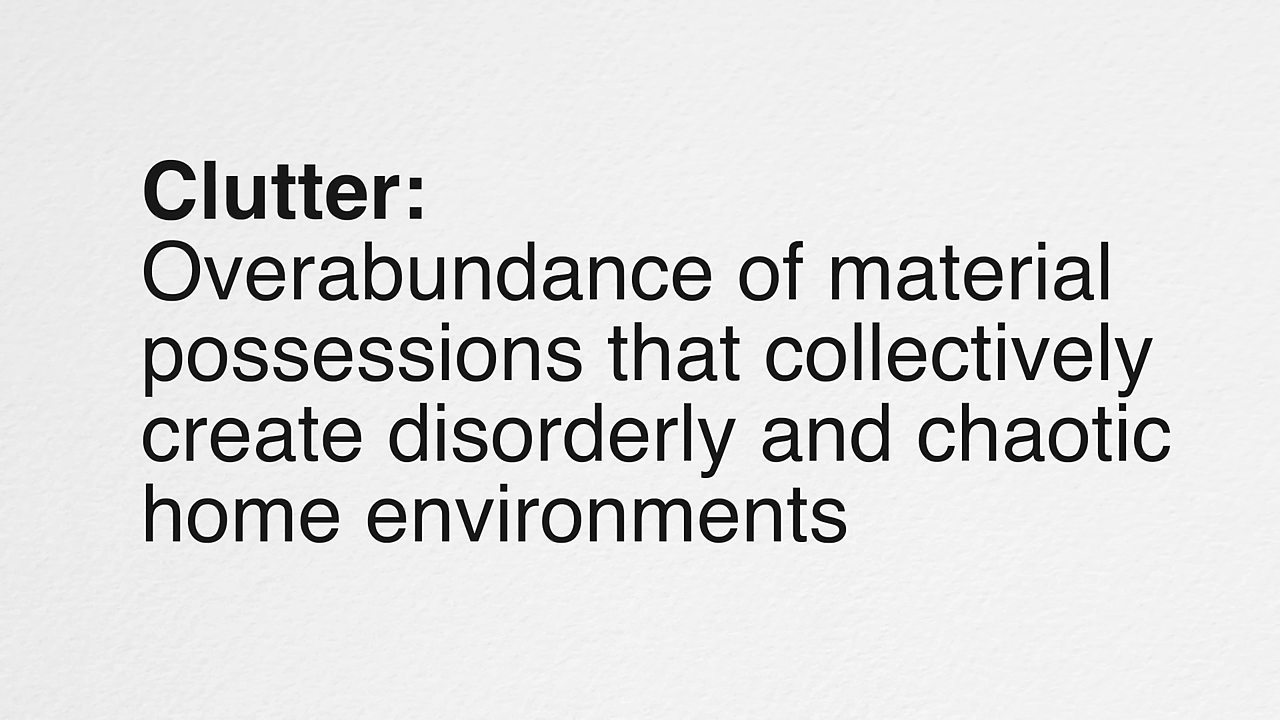 Clutter:
Overabundance of material
possessions that collectively
create disorderly and chaotic
home environments